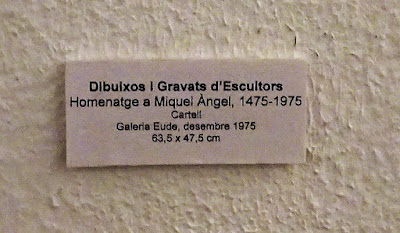 Dibuixos i Gravats d'Escultors
Homenatge a Miquel Àngel, 1475-1975
Cartell
Galeria Eude, desembre 1975
63,5 x 47,5 cm